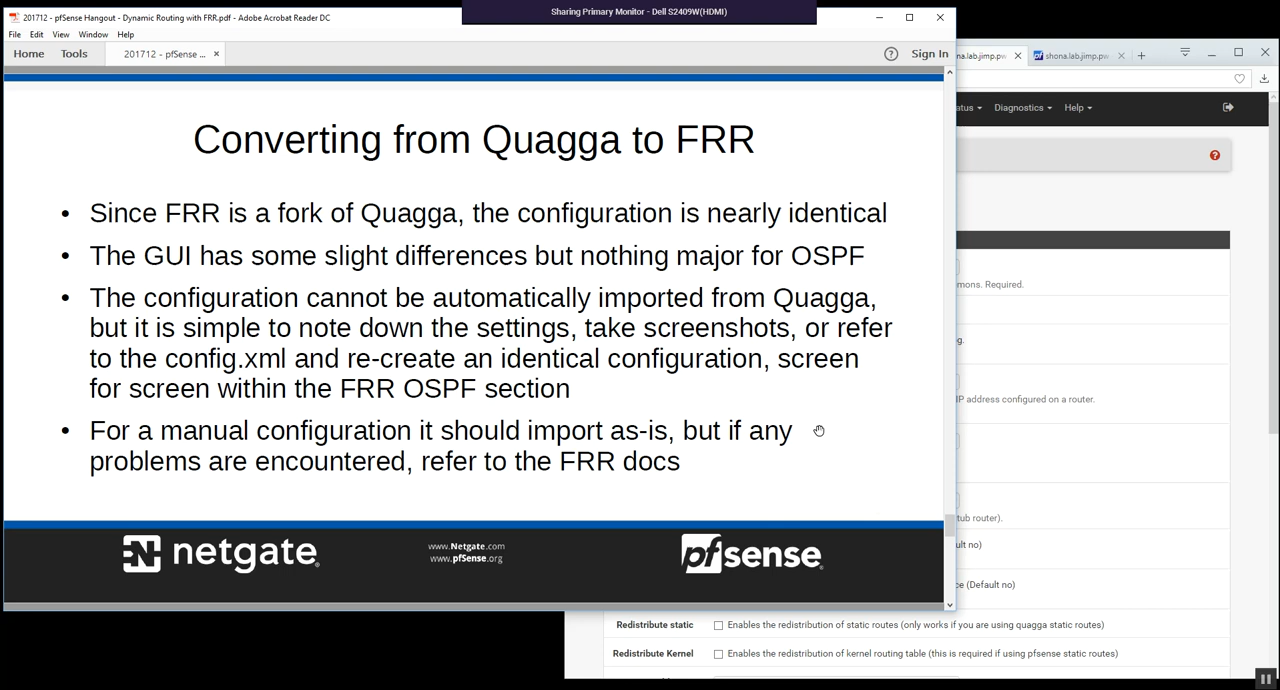 Sharing Primary Monitor - Dell S2409W(HDMI)
201712 - pfSense Hangout - Dynamic Routing with FRR.pdf - Adobe Acrobat Reader DC
File Edit View Window Help
Home Tools 201712 - pfSense ... × Sign In
na.lab.jimp.pw × shona.lab.jimp.pw ×
atus Diagnostics Help
Converting from Quagga to FRR
• Since FRR is a fork of Quagga, the configuration is nearly identical
• The GUI has some slight differences but nothing major for OSPF
• The configuration cannot be automatically imported from Quagga,
but it is simple to note down the settings, take screenshots, or refer
to the config.xml and re-create an identical configuration, screen
for screen within the FRR OSPF section
• For a manual configuration it should import as-is, but if any
problems are encountered, refer to the FRR docs
netgate®
www.Netgate.com
www.pfSense.org
pfsense®
mons. Required.
g.
IP address configured on a router.
tub router).
ult no)
ce (Default no)
Redistribute static Enables the redistribution of static routes (only works if you are using quagga static routes)
Redistribute Kernel Enables the redistribution of kernel routing table (this is required if using pfsense static routes)